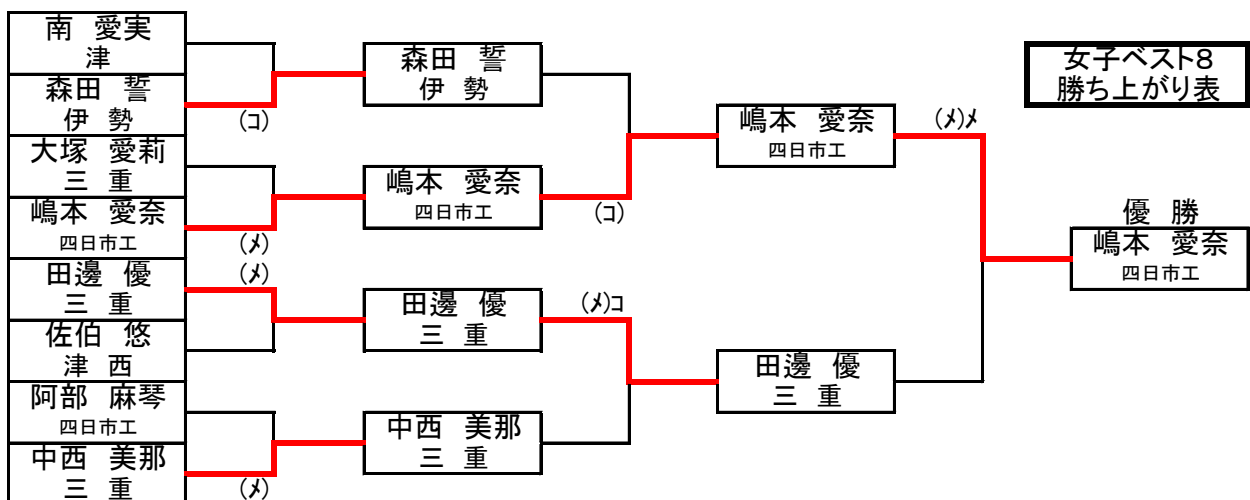 女子ベスト8
勝ち上がり表
南 愛実
津
森田 誓
伊 勢
(コ)
大塚 愛莉
三 重
嶋本 愛奈
四日市工
(メ)
田邊 優
三 重
(メ)
佐伯 悠
津 西
阿部 麻琴
四日市工
中西 美那
三 重
(メ)
森田 誓
伊 勢
嶋本 愛奈
四日市工
(コ)
田邊 優
三 重
(メ)コ
中西 美那
三 重
嶋本 愛奈
四日市工
(メ)メ
田邊 優
三 重
優 勝
嶋本 愛奈
四日市工